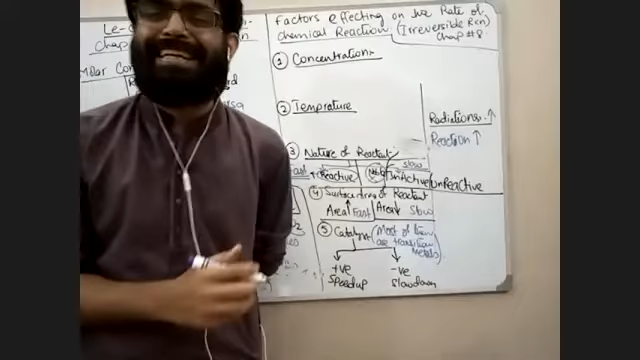 Le-
Chap
Molar Con
Factors effecting on the Rate of
chemical Reaction. (Irreversible Rxn)
Chap #8
① Concentration:-
② Temprature
Radiations. ↑
Reaction ↑
③ Nature of Reactant:-
Fast
Slow
Reactive
InActive/UnReactive
④ Surface Area of Reactant
Area↑ Fast | Area↓ Slow
⑤ Catalyst (Most of them
are transition
metals)
+ve
Speedup
-ve
Slowdown